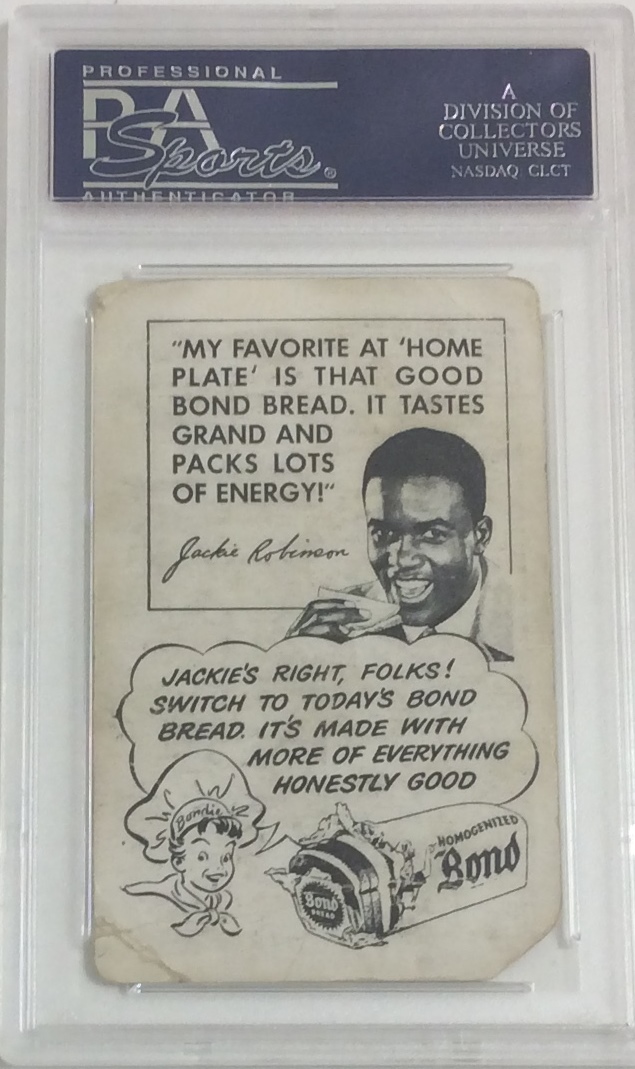 PROFESSIONAL
PSA
Sports®
AUTHENTICATOR
A
DIVISION OF
COLLECTORS
UNIVERSE
NASDAQ CLCT
"MY FAVORITE AT 'HOME
PLATE' IS THAT GOOD
BOND BREAD. IT TASTES
GRAND AND
PACKS LOTS
OF ENERGY!"
Jackie Robinson
JACKIE'S RIGHT, FOLKS!
SWITCH TO TODAY'S BOND
BREAD. IT'S MADE WITH
MORE OF EVERYTHING
HONESTLY GOOD
Bondie
HOMOGENIZED
Bond
Bond
BREAD